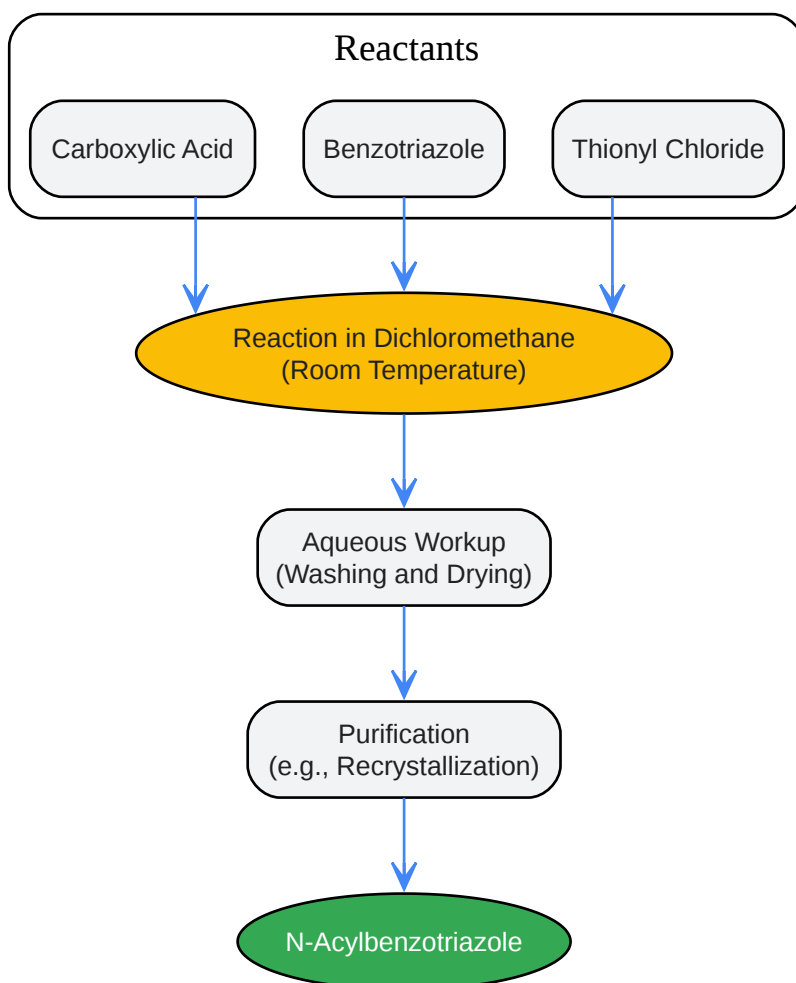 Reactants
Carboxylic Acid
Benzotriazole
Thionyl Chloride
Reaction in Dichloromethane
(Room Temperature)
Aqueous Workup
(Washing and Drying)
Purification
(e.g., Recrystallization)
N-Acylbenzotriazole